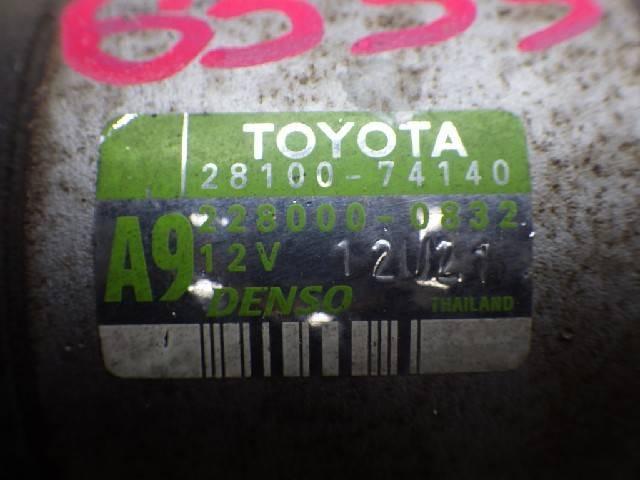 TOYOTA
28100-74140
A9
228000-0832
12V
DENSO
THAILAND